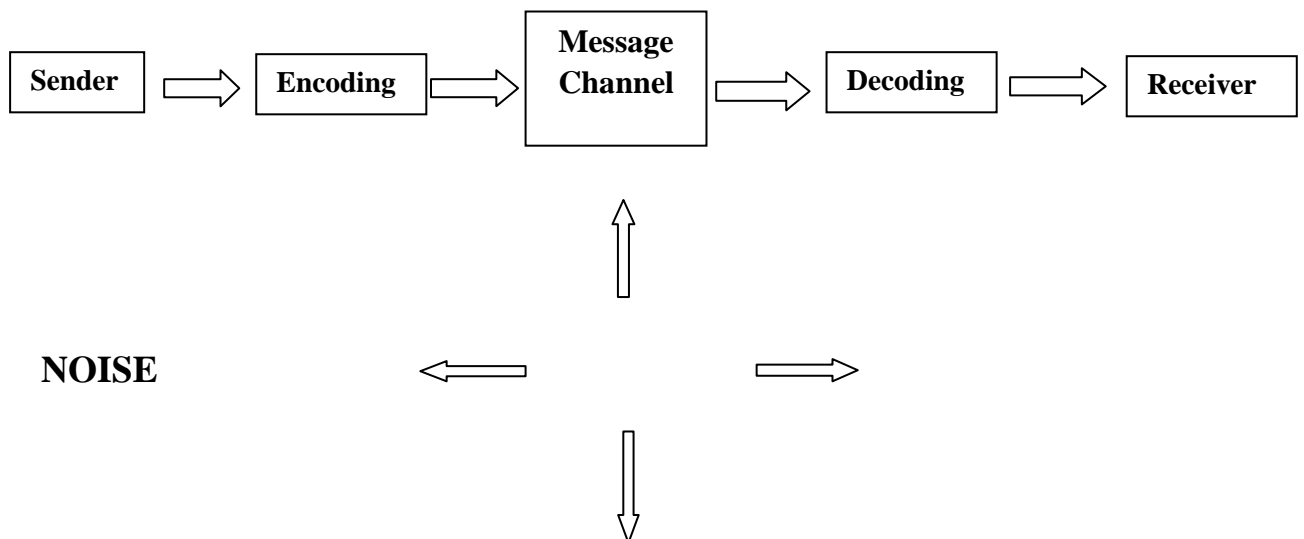 Sender
Encoding
Message
Channel
Decoding
Receiver
NOISE